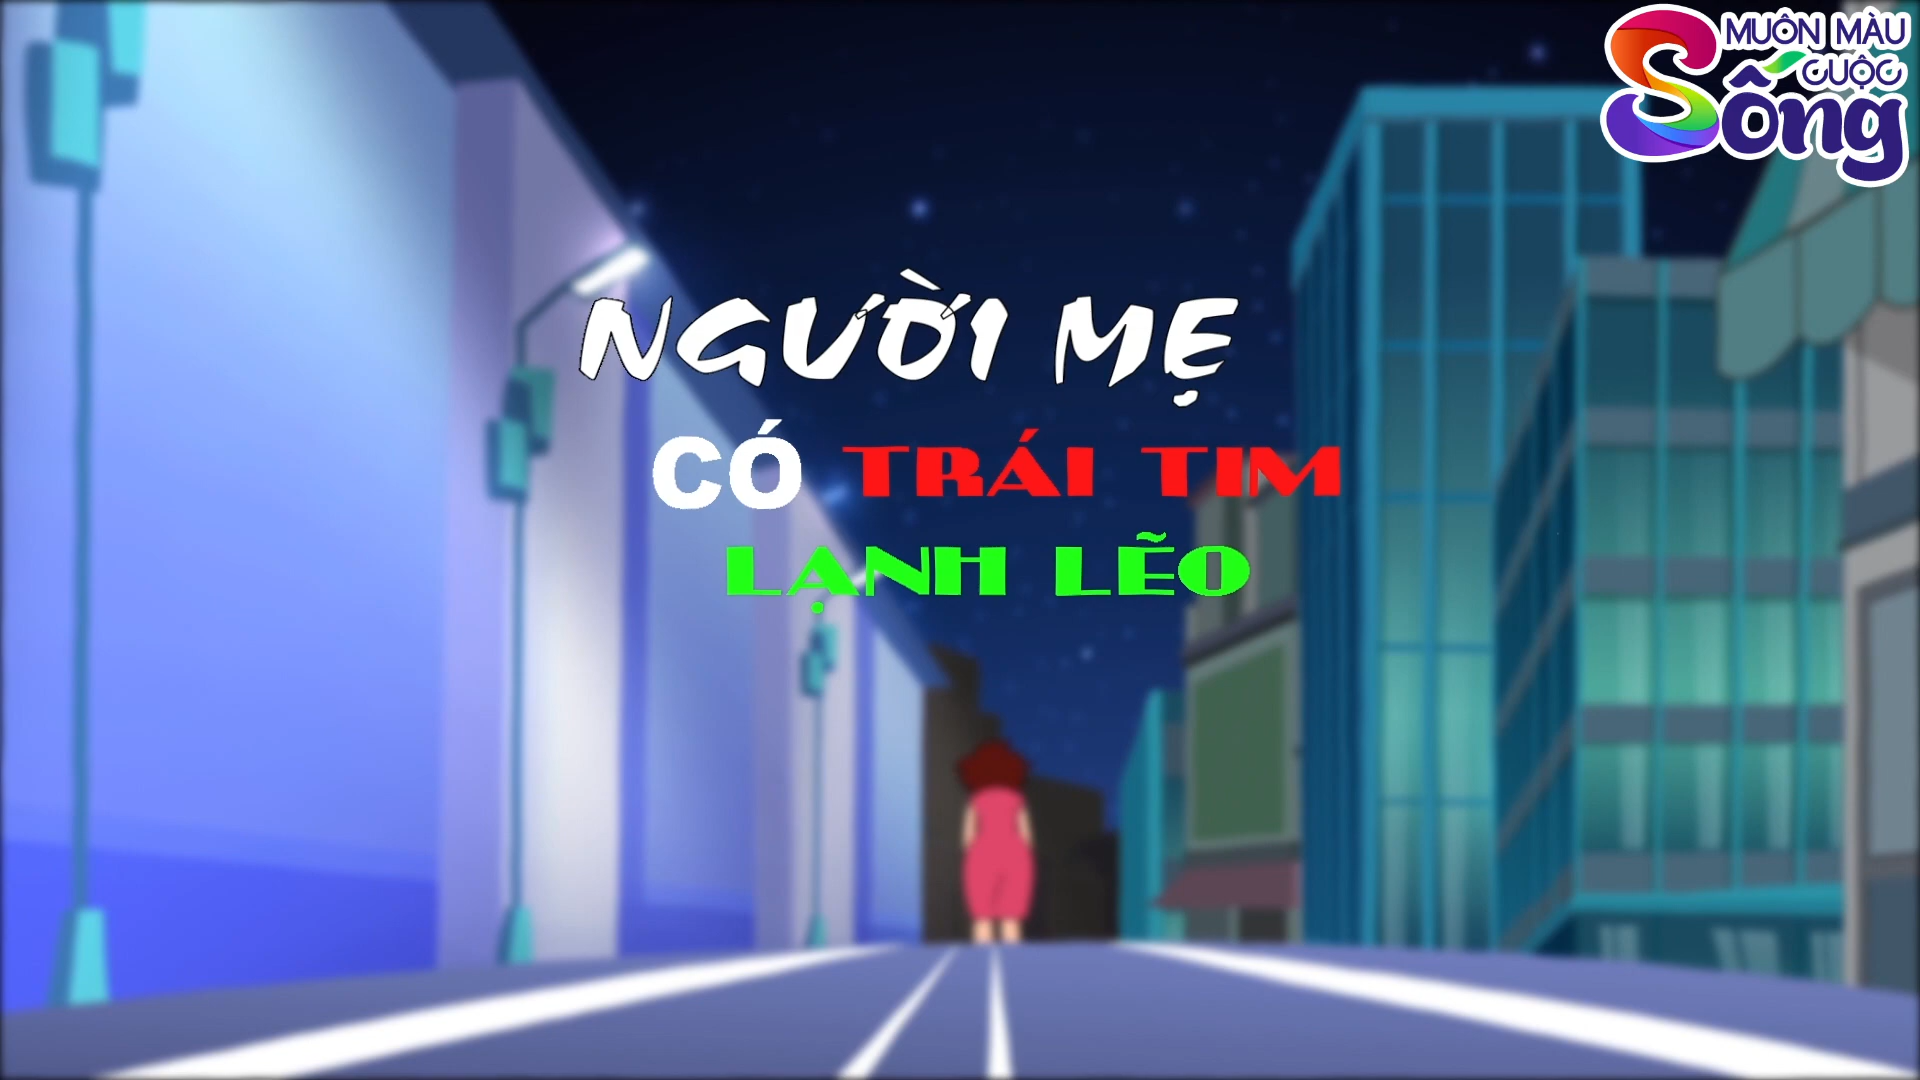 MUÔN MÀU
CUỘC
Sống
NGƯỜI MẸ
CÓ TRÁI TIM
LẠNH LẼO